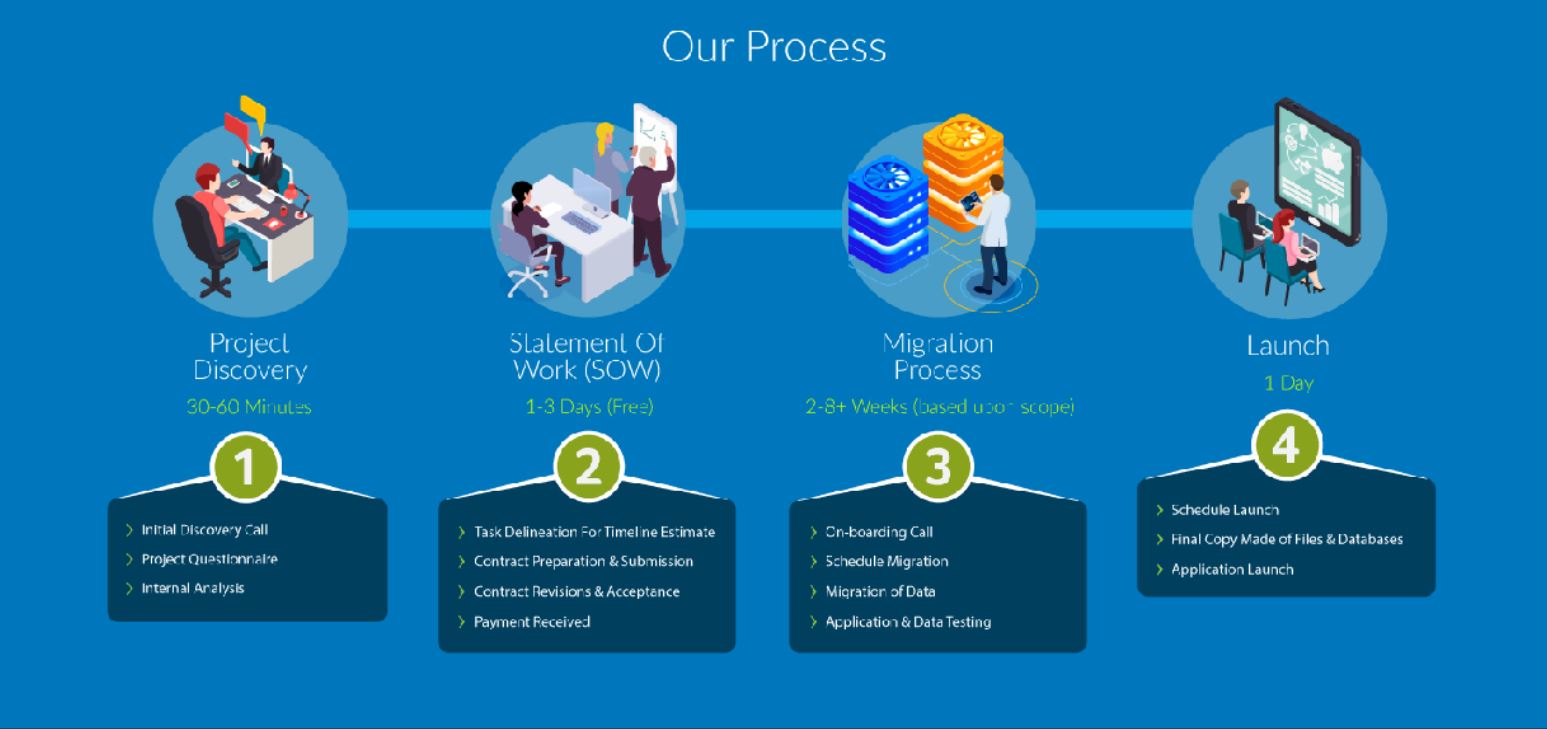 Our Process
Project
Discovery
30-60 Minutes
1
Initial Discovery Call
Project Questionnaire
Internal Analysis
Statement Of
Work (SOW)
1-3 Days (Free)
2
Task Delineation For Timeline Estimate
Contract Preparation & Submission
Contract Revisions & Acceptance
Payment Received
Migration
Process
2-8+ Weeks (based upon scope)
3
On-boarding Call
Schedule Migration
Migration of Data
Application & Data Testing
Launch
1 Day
4
Schedule Launch
Final Copy Made of Files & Databases
Application Launch